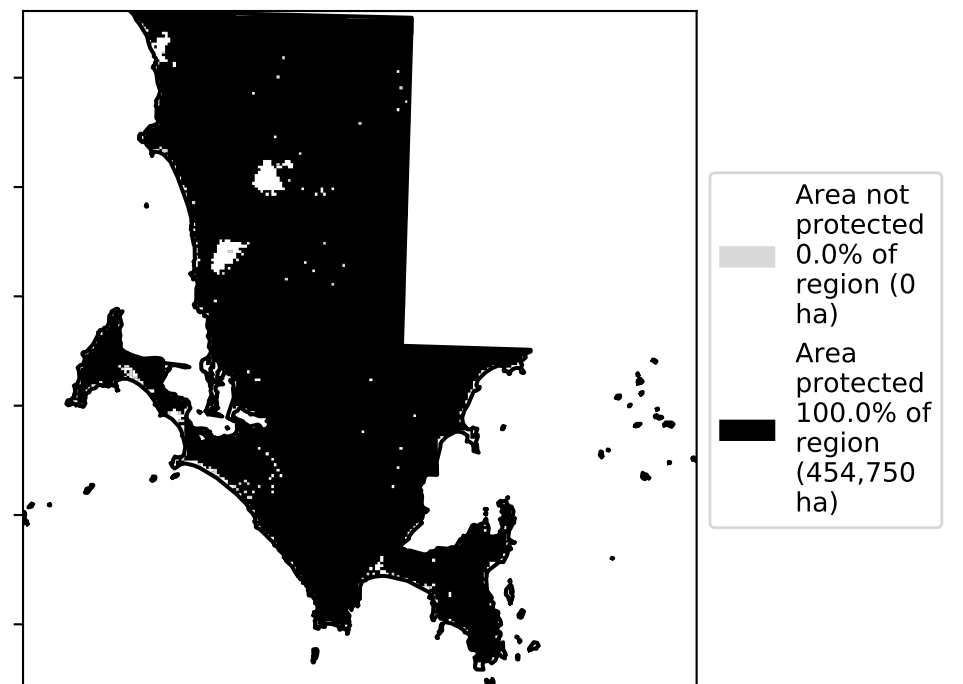 Area not
protected
0.0% of
region (0
ha)
Area
protected
100.0% of
region
(454,750
ha)